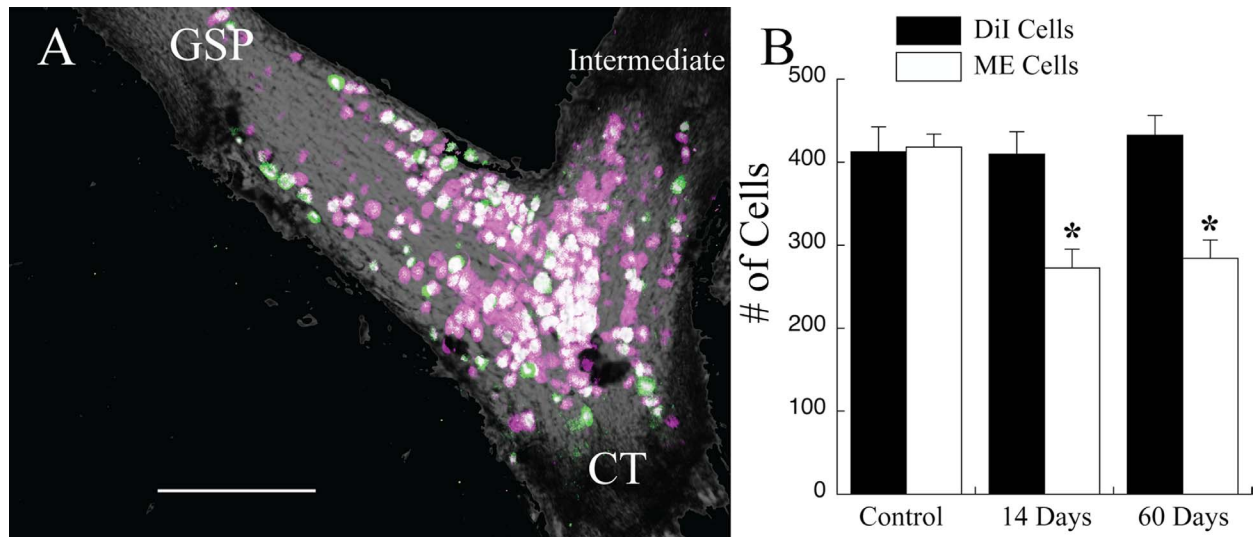 A
GSP
Intermediate
CT
B
DiI Cells
ME Cells
# of Cells
500
400
300
200
100
0
*
*
Control
14 Days
60 Days